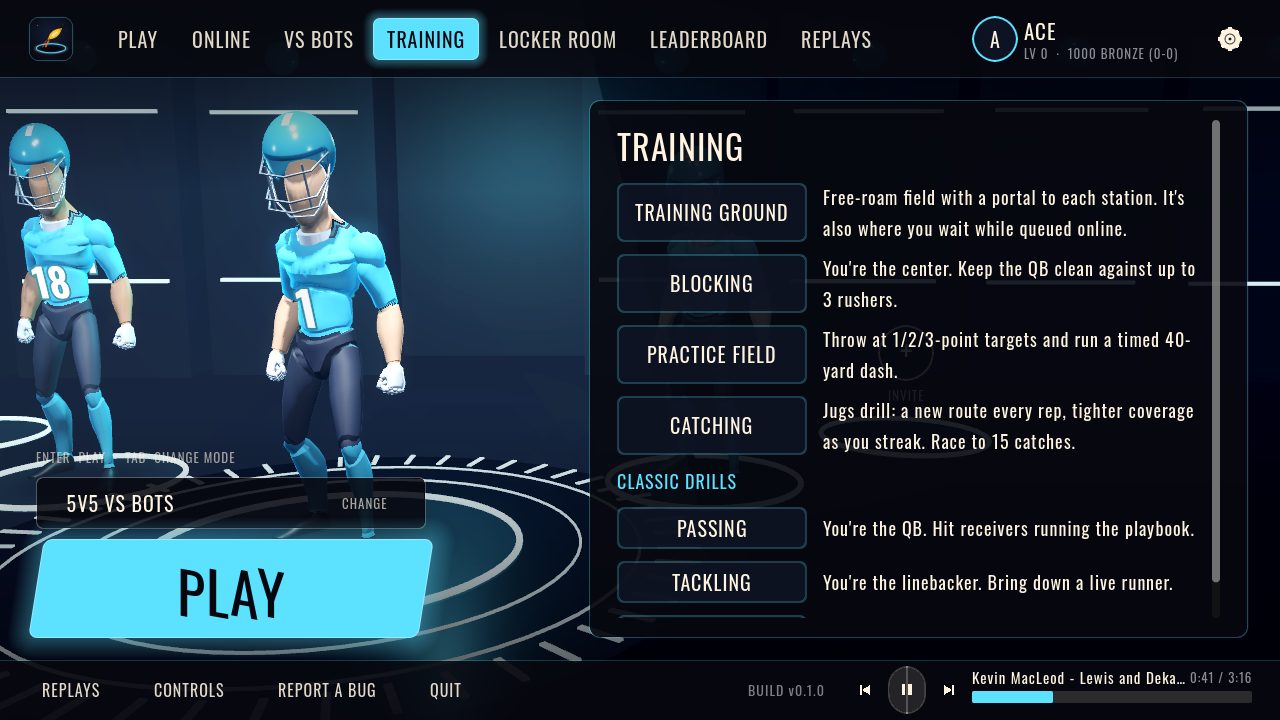 PLAY
ONLINE
VS BOTS
TRAINING
LOCKER ROOM
LEADERBOARD
REPLAYS
A
ACE
LV 0 · 1000 BRONZE (0-0)
18
1
TRAINING
TRAINING GROUND
Free-roam field with a portal to each station. It's
also where you wait while queued online.
BLOCKING
You're the center. Keep the QB clean against up to
3 rushers.
PRACTICE FIELD
Throw at 1/2/3-point targets and run a timed 40-
yard dash.
INVITE
CATCHING
Jugs drill: a new route every rep, tighter coverage
as you streak. Race to 15 catches.
CLASSIC DRILLS
PASSING
You're the QB. Hit receivers running the playbook.
TACKLING
You're the linebacker. Bring down a live runner.
ENTER PLAY · TAB CHANGE MODE
5V5 VS BOTS
CHANGE
PLAY
REPLAYS
CONTROLS
REPORT A BUG
QUIT
BUILD v0.1.0
Kevin MacLeod - Lewis and Deka... 0:41 / 3:16